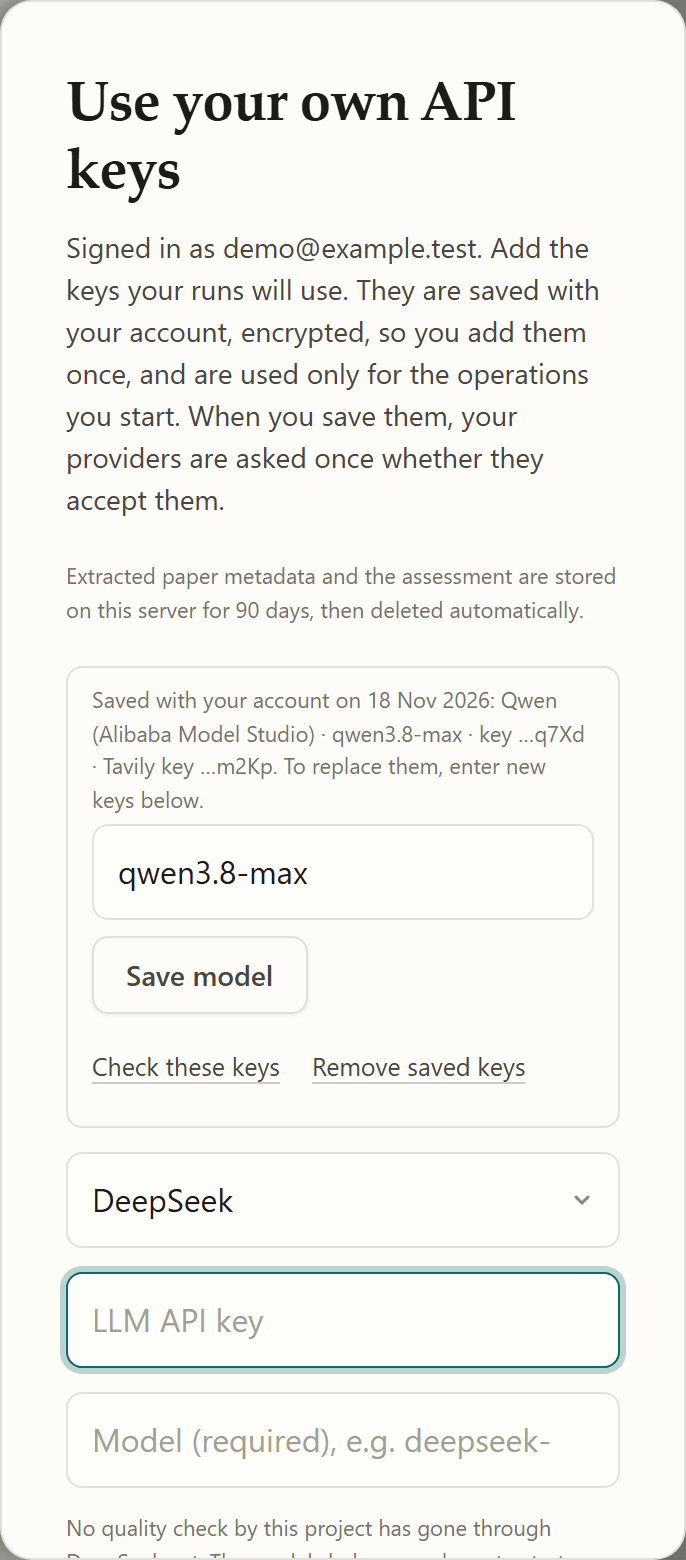 Use your own API
keys
Signed in as demo@example.test. Add the
keys your runs will use. They are saved with
your account, encrypted, so you add them
once, and are used only for the operations
you start. When you save them, your
providers are asked once whether they
accept them.
Extracted paper metadata and the assessment are stored
on this server for 90 days, then deleted automatically.
Saved with your account on 18 Nov 2026: Qwen
(Alibaba Model Studio) · qwen3.8-max · key …q7Xd
· Tavily key …m2Kp. To replace them, enter new
keys below.
qwen3.8-max
Save model
Check these keys Remove saved keys
DeepSeek
LLM API key
Model (required), e.g. deepseek-
No quality check by this project has gone through